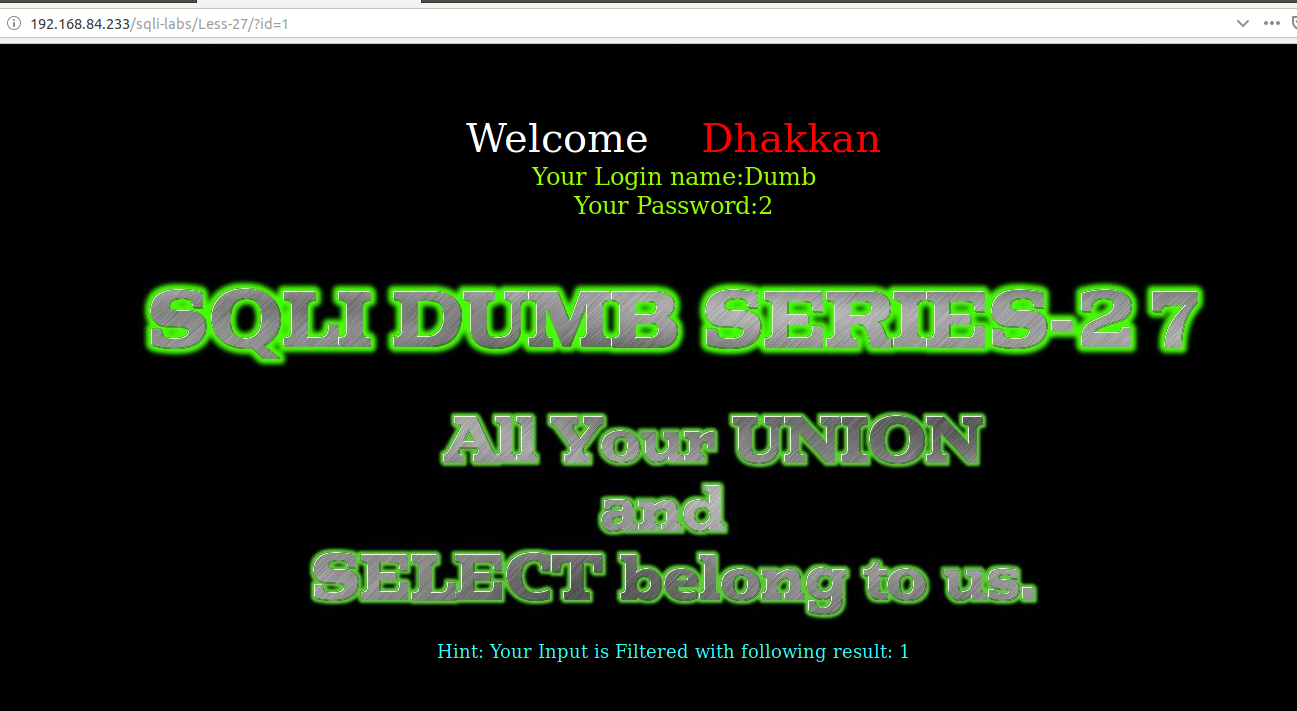 192.168.84.233/sqli-labs/Less-27/?id=1
Welcome Dhakkan
Your Login name:Dumb
Your Password:2
SQLI DUMB SERIES-27
All Your UNION
and
SELECT belong to us.
Hint: Your Input is Filtered with following result: 1